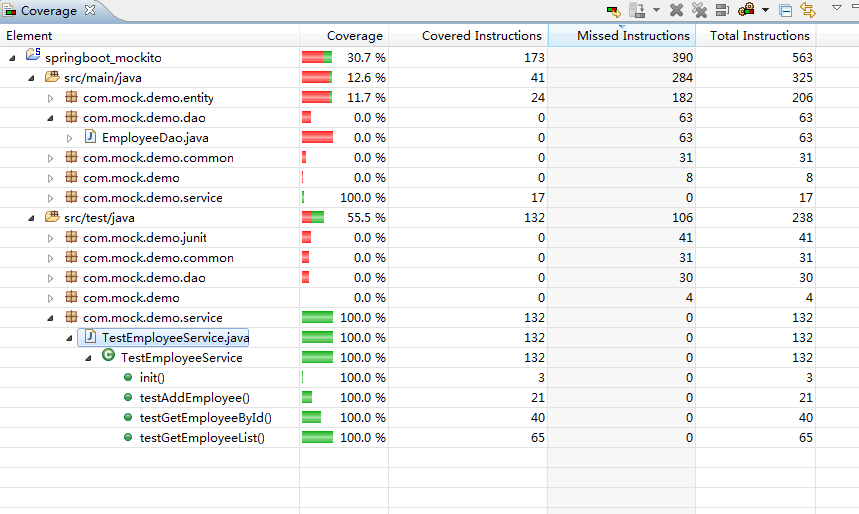 Coverage
Element Coverage Covered Instructions Missed Instructions Total Instructions
springboot_mockito 30.7 % 173 390 563
src/main/java 12.6 % 41 284 325
com.mock.demo.entity 11.7 % 24 182 206
com.mock.demo.dao 0.0 % 0 63 63
EmployeeDao.java 0.0 % 0 63 63
com.mock.demo.common 0.0 % 0 31 31
com.mock.demo 0.0 % 0 8 8
com.mock.demo.service 100.0 % 17 0 17
src/test/java 55.5 % 132 106 238
com.mock.demo.junit 0.0 % 0 41 41
com.mock.demo.common 0.0 % 0 31 31
com.mock.demo.dao 0.0 % 0 30 30
com.mock.demo 0.0 % 0 4 4
com.mock.demo.service 100.0 % 132 0 132
TestEmployeeService.java 100.0 % 132 0 132
TestEmployeeService 100.0 % 132 0 132
init() 100.0 % 3 0 3
testAddEmployee() 100.0 % 21 0 21
testGetEmployeeById() 100.0 % 40 0 40
testGetEmployeeList() 100.0 % 65 0 65